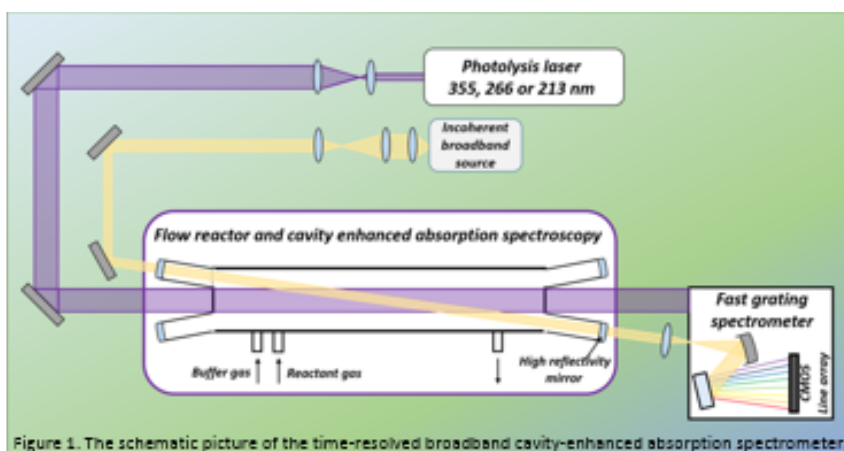 Photolysis laser
355, 266 or 213 nm
Incoherent
broadband
source
Flow reactor and cavity enhanced absorption spectroscopy
Fast grating
spectrometer
High reflectivity
mirror
Buffer gas
Reactant gas
CMOS
Line array
Figure 1. The schematic picture of the time-resolved broadband cavity-enhanced absorption spectrometer